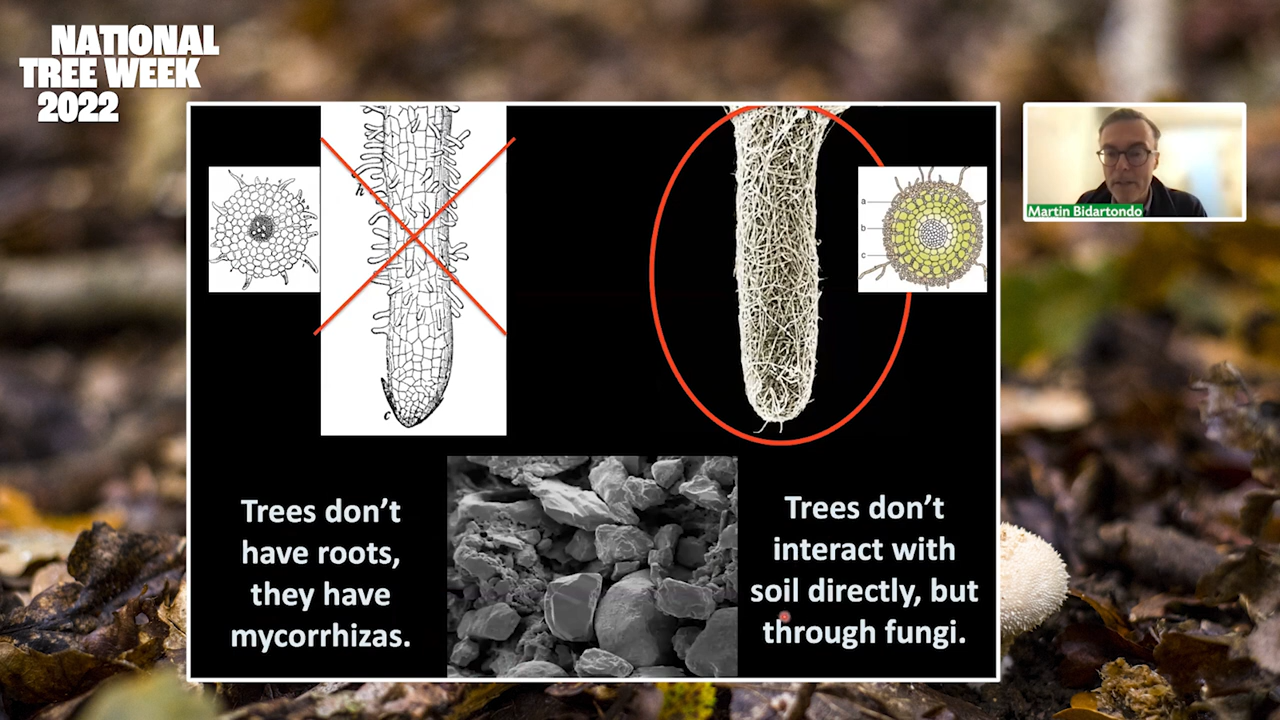 NATIONAL
TREE WEEK
2022
Martin Bidartondo
h
c
a
b
c
Trees don't
have roots,
they have
mycorrhizas.
Trees don't
interact with
soil directly, but
through fungi.